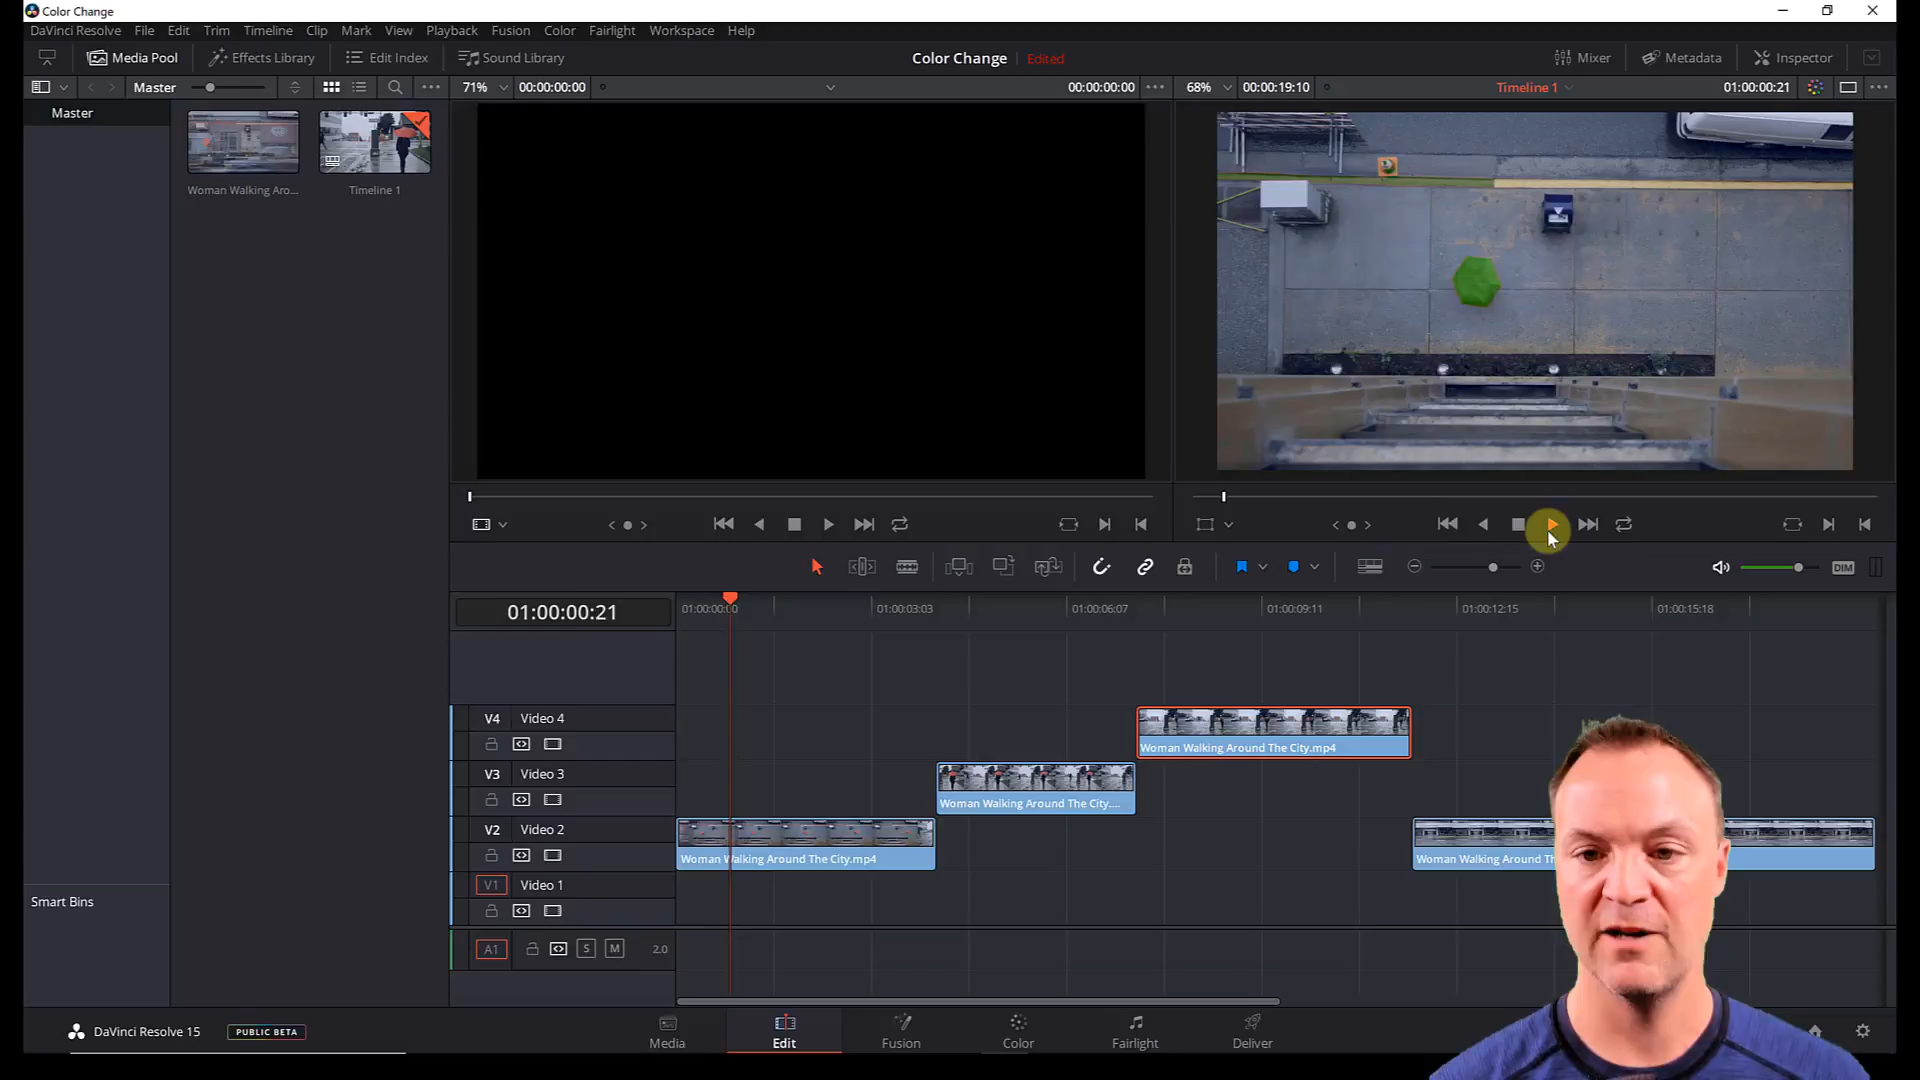 Color Change
DaVinci Resolve File Edit Trim Timeline Clip Mark View Playback Fusion Color Fairlight Workspace Help
Media Pool Effects Library Edit Index Sound Library Color Change Edited Mixer Metadata Inspector
Master 71% 00:00:00:00 00:00:00:00 68% 00:00:19:10 Timeline 1 01:00:00:21
Master
Woman Walking Aro... Timeline 1
DIM
01:00:00:21 01:00:00:00 01:00:03:03 01:00:06:07 01:00:09:11 01:00:12:15 01:00:15:18
V4 Video 4
Woman Walking Around The City.mp4
V3 Video 3
Woman Walking Around The City....
V2 Video 2
Woman Walking Around The City.mp4 Woman Walking Around Th
V1 Video 1
Smart Bins
A1 S M 2.0
DaVinci Resolve 15 PUBLIC BETA
Media Edit Fusion Color Fairlight Deliver